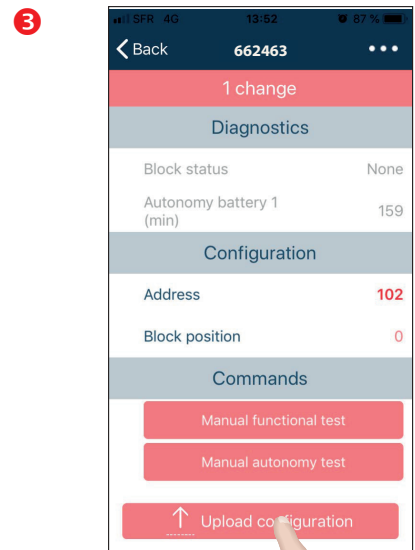 3
SFR 4G 13:52 87 %
Back 662463
1 change
Diagnostics
Block status None
Autonomy battery 1
(min) 159
Configuration
Address 102
Block position 0
Commands
Manual functional test
Manual autonomy test
Upload configuration